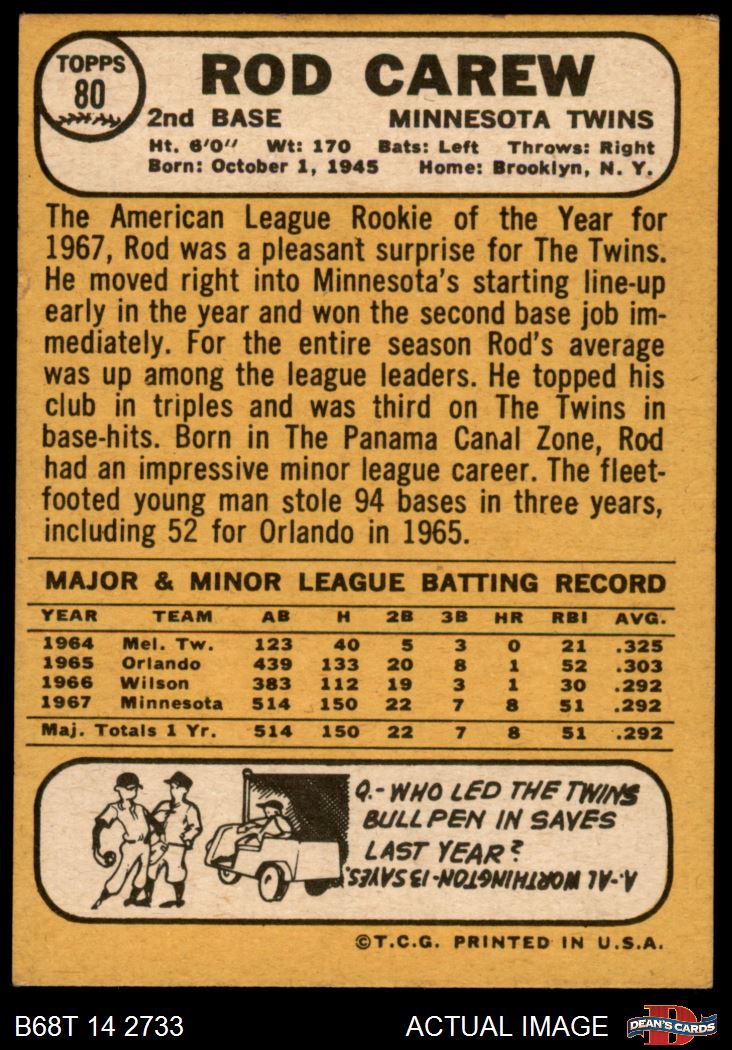 TOPPS
80
ROD CAREW
2nd BASE MINNESOTA TWINS
Ht. 6'0" Wt: 170 Bats: Left Throws: Right
Born: October 1, 1945 Home: Brooklyn, N. Y.
The American League Rookie of the Year for
1967, Rod was a pleasant surprise for The Twins.
He moved right into Minnesota's starting line-up
early in the year and won the second base job im-
mediately. For the entire season Rod's average
was up among the league leaders. He topped his
club in triples and was third on The Twins in
base-hits. Born in The Panama Canal Zone, Rod
had an impressive minor league career. The fleet-
footed young man stole 94 bases in three years,
including 52 for Orlando in 1965.
MAJOR & MINOR LEAGUE BATTING RECORD
YEAR TEAM AB H 2B 3B HR RBI AVG.
1964 Mel. Tw. 123 40 5 3 0 21 .325
1965 Orlando 439 133 20 8 1 52 .303
1966 Wilson 383 112 19 3 1 30 .292
1967 Minnesota 514 150 22 7 8 51 .292
Maj. Totals 1 Yr. 514 150 22 7 8 51 .292
Q.-WHO LED THE TWINS
BULLPEN IN SAVES
LAST YEAR?
A-AL WORTHINGTON-13 SAVES.
©T.C.G. PRINTED IN U.S.A.
B68T 14 2733 ACTUAL IMAGE
DEAN'S CARDS